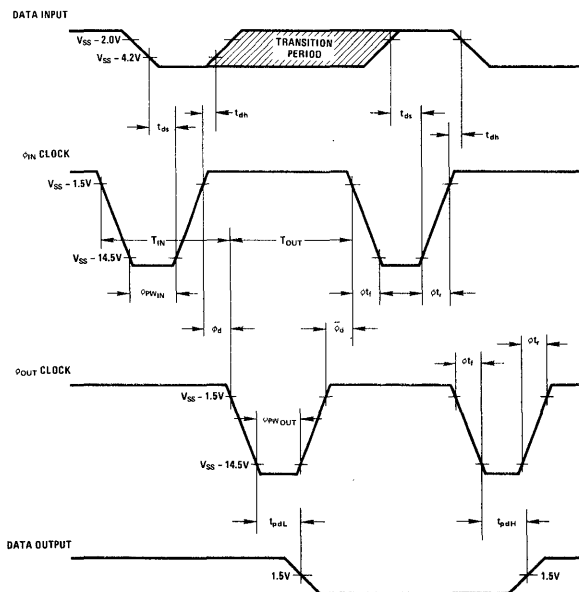 DATA INPUT
VSS – 2.0V
VSS – 4.2V
TRANSITION
PERIOD
tds
tdh
tds
tdh
ϕIN CLOCK
VSS – 1.5V
TIN
TOUT
VSS – 14.5V
ϕPWIN
ϕtf
ϕtr
ϕd
ϕ̄d
ϕOUT CLOCK
ϕtf
ϕtr
VSS – 1.5V
ϕPWOUT
VSS – 14.5V
tpdL
tpdH
DATA OUTPUT
1.5V
1.5V